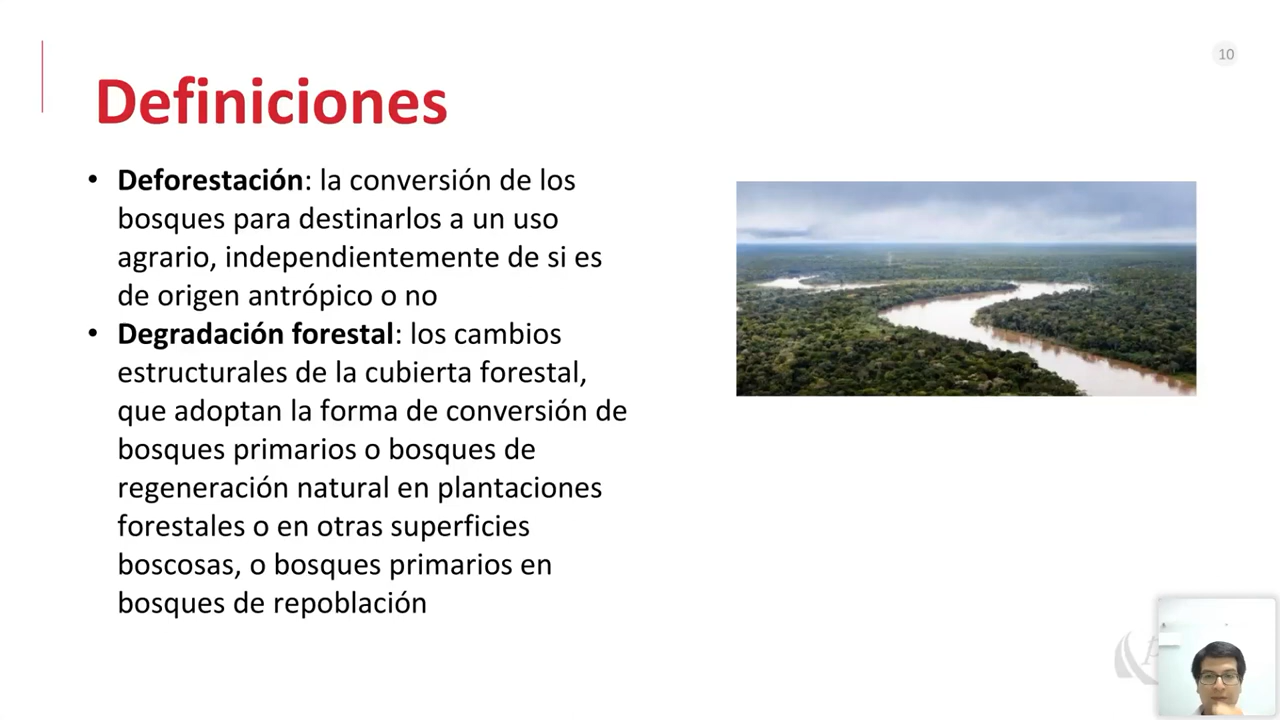 10
Definiciones
• Deforestación: la conversión de los
bosques para destinarlos a un uso
agrario, independientemente de si es
de origen antrópico o no
• Degradación forestal: los cambios
estructurales de la cubierta forestal,
que adoptan la forma de conversión de
bosques primarios o bosques de
regeneración natural en plantaciones
forestales o en otras superficies
boscosas, o bosques primarios en
bosques de repoblación